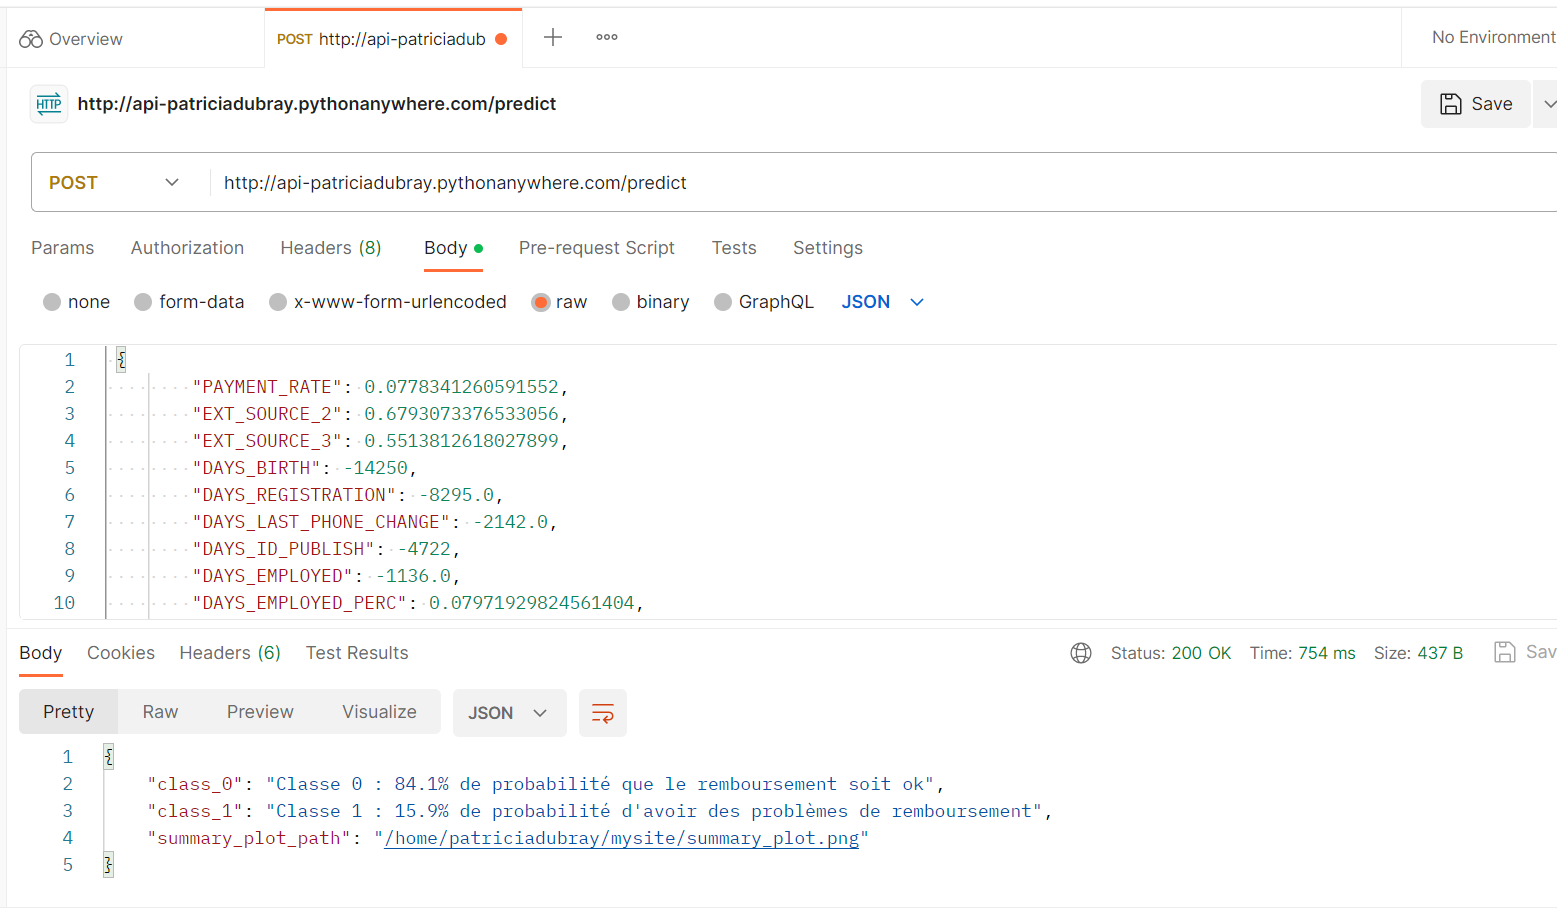 Overview
POST http://api-patriciadub
No Environment
HTTP http://api-patriciadubray.pythonanywhere.com/predict
Save
POST http://api-patriciadubray.pythonanywhere.com/predict
Params Authorization Headers (8) Body Pre-request Script Tests Settings
none form-data x-www-form-urlencoded raw binary GraphQL JSON
1 {
2 "PAYMENT_RATE": 0.0778341260591552,
3 "EXT_SOURCE_2": 0.6793073376533056,
4 "EXT_SOURCE_3": 0.5513812618027899,
5 "DAYS_BIRTH": -14250,
6 "DAYS_REGISTRATION": -8295.0,
7 "DAYS_LAST_PHONE_CHANGE": -2142.0,
8 "DAYS_ID_PUBLISH": -4722,
9 "DAYS_EMPLOYED": -1136.0,
10 "DAYS_EMPLOYED_PERC": 0.07971929824561404,
Body Cookies Headers (6) Test Results
Status: 200 OK Time: 754 ms Size: 437 B Sav
Pretty Raw Preview Visualize JSON
1 {
2 "class_0": "Classe 0 : 84.1% de probabilité que le remboursement soit ok",
3 "class_1": "Classe 1 : 15.9% de probabilité d'avoir des problèmes de remboursement",
4 "summary_plot_path": "/home/patriciadubray/mysite/summary_plot.png"
5 }